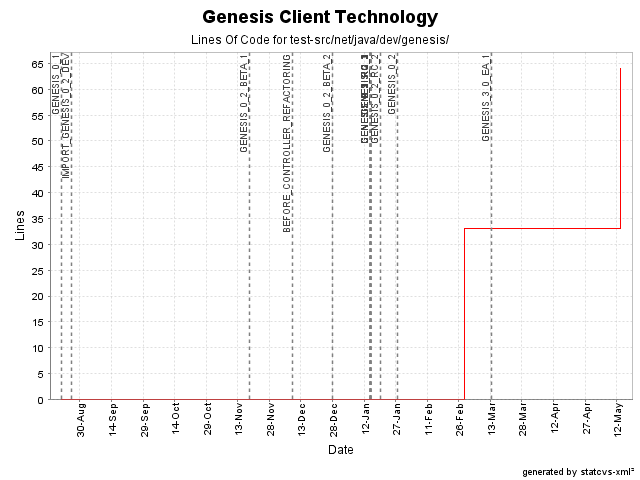 Genesis Client Technology
Lines Of Code for test-src/net/java/dev/genesis/
Lines
65
60
55
50
45
40
35
30
25
20
15
10
5
0
GENESIS_0_1
IMPORT_GENESIS_0_2_DEV
GENESIS_0_2_BETA_1
BEFORE_CONTROLLER_REFACTORING
GENESIS_0_2_BETA_2
GENESIS_0_2
GENESIS_3_0_EA_1
30-Aug
14-Sep
29-Sep
14-Oct
29-Oct
13-Nov
28-Nov
13-Dec
28-Dec
12-Jan
27-Jan
11-Feb
26-Feb
13-Mar
28-Mar
12-Apr
27-Apr
12-May
Date
generated by statcvs-xml²